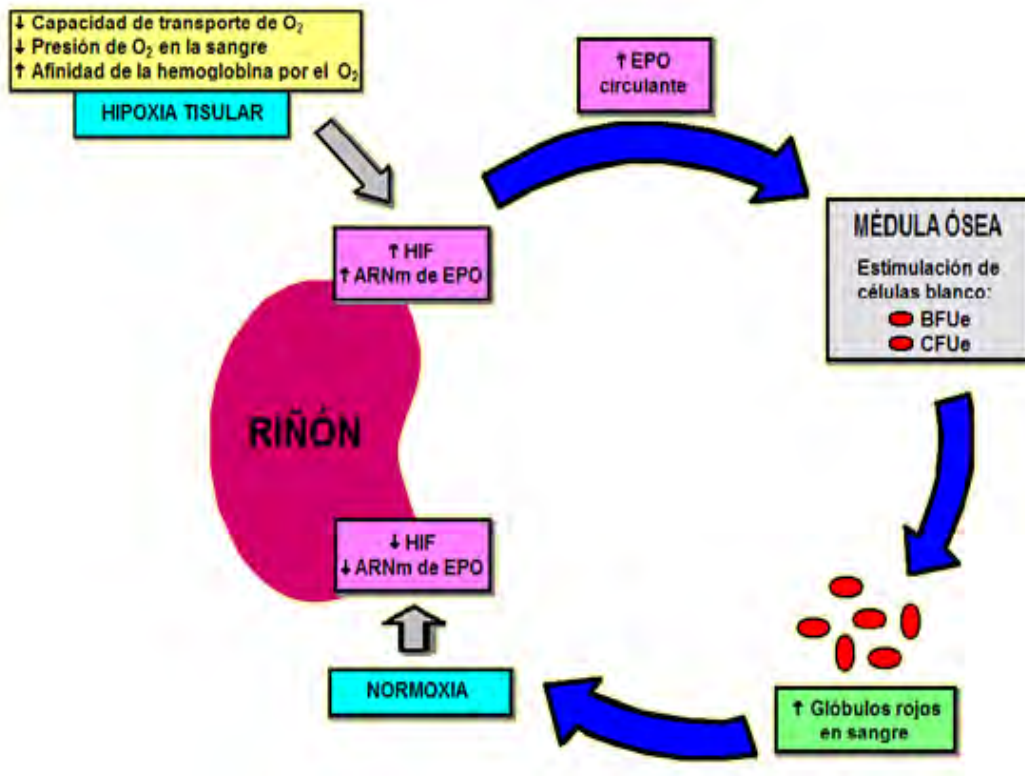 ↓ Capacidad de transporte de O₂
↓ Presión de O₂ en la sangre
↑ Afinidad de la hemoglobina por el O₂
HIPOXIA TISULAR
↑ EPO
circulante
↑ HIF
↑ ARNm de EPO
MÉDULA ÓSEA
Estimulación de
células blanco:
BFUe
CFUe
RIÑÓN
↓ HIF
↓ ARNm de EPO
NORMOXIA
↑ Glóbulos rojos
en sangre